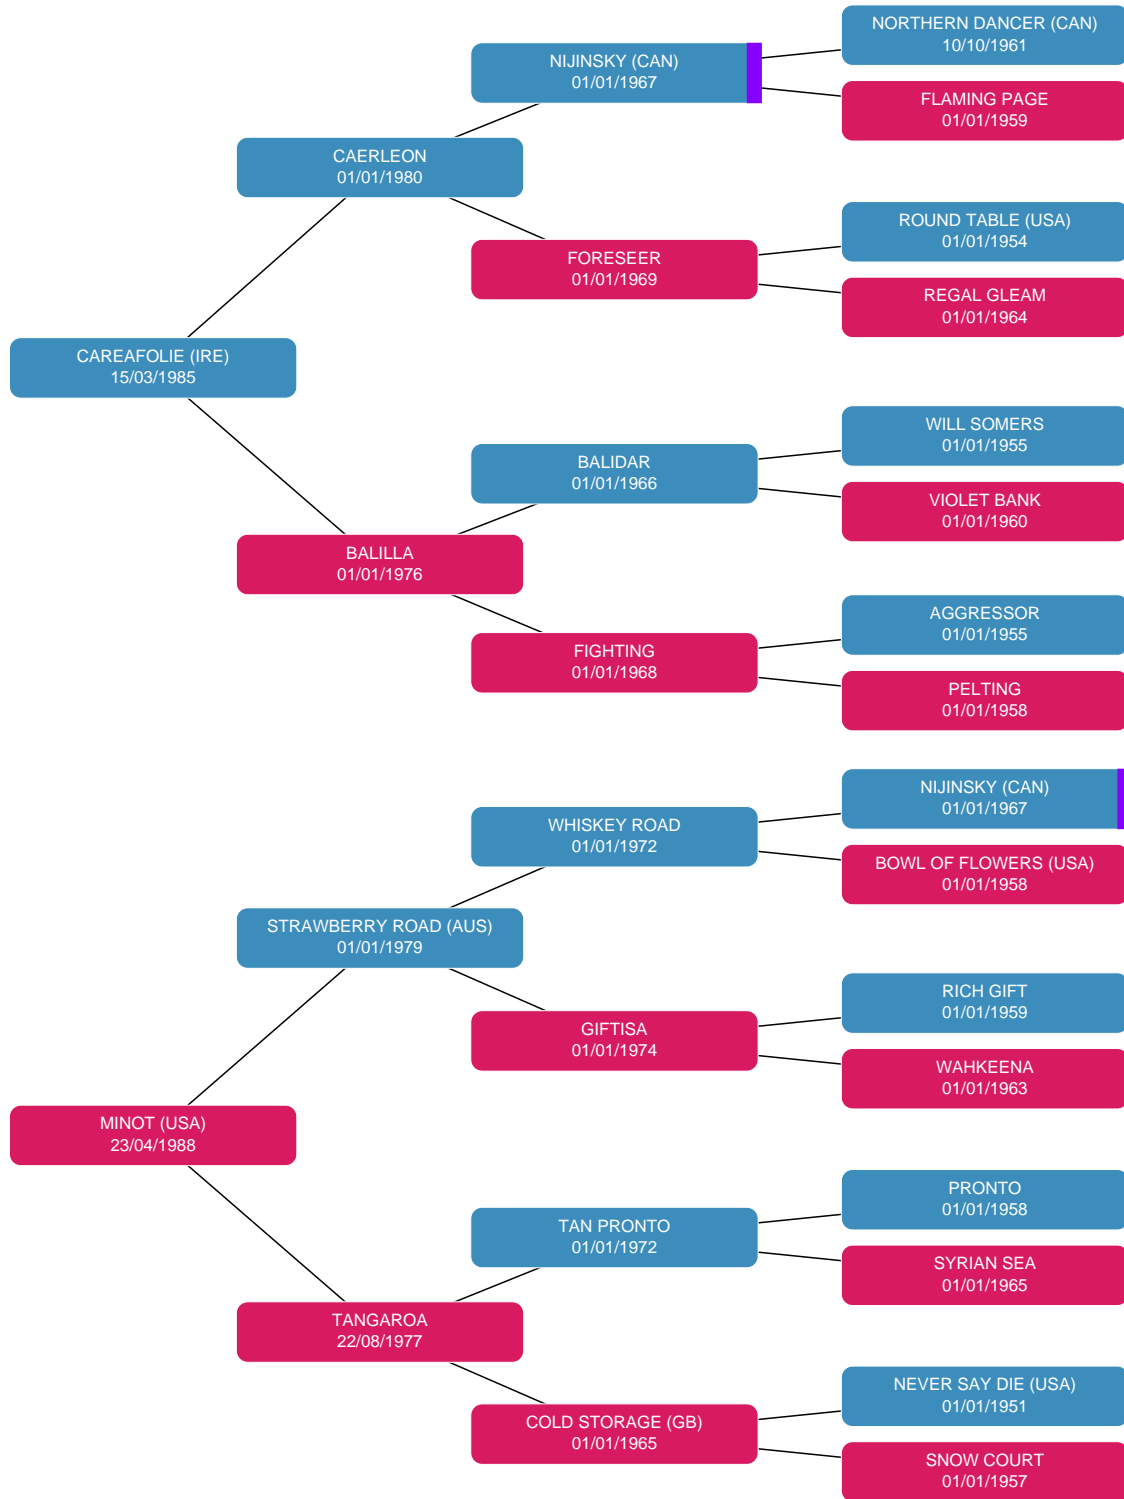 NORTHERN DANCER (CAN)
10/10/1961
NIJINSKY (CAN)
01/01/1967
FLAMING PAGE
01/01/1959
CAERLEON
01/01/1980
ROUND TABLE (USA)
01/01/1954
FORESEER
01/01/1969
REGAL GLEAM
01/01/1964
CAREAFOLIE (IRE)
15/03/1985
WILL SOMERS
01/01/1955
BALIDAR
01/01/1966
VIOLET BANK
01/01/1960
BALILLA
01/01/1976
AGGRESSOR
01/01/1955
FIGHTING
01/01/1968
PELTING
01/01/1958
NIJINSKY (CAN)
01/01/1967
WHISKEY ROAD
01/01/1972
BOWL OF FLOWERS (USA)
01/01/1958
STRAWBERRY ROAD (AUS)
01/01/1979
RICH GIFT
01/01/1959
GIFTISA
01/01/1974
WAHKEENA
01/01/1963
MINOT (USA)
23/04/1988
PRONTO
01/01/1958
TAN PRONTO
01/01/1972
SYRIAN SEA
01/01/1965
TANGAROA
22/08/1977
NEVER SAY DIE (USA)
01/01/1951
COLD STORAGE (GB)
01/01/1965
SNOW COURT
01/01/1957